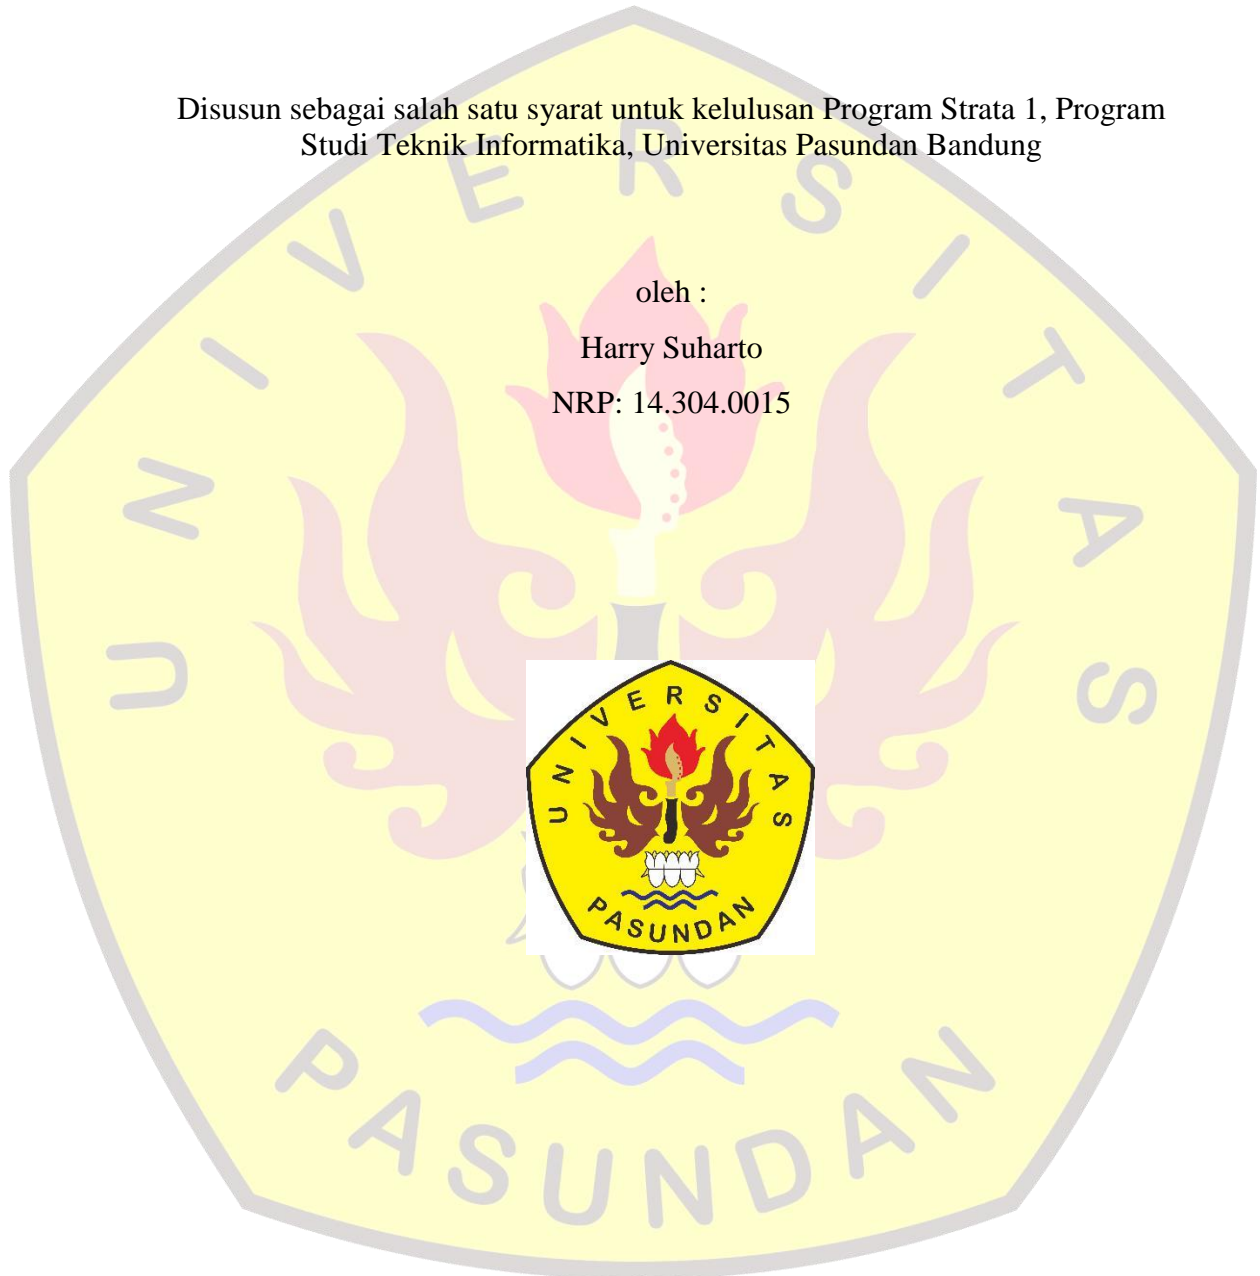 Disusun sebagai salah satu syarat untuk kelulusan Program Strata 1, Program
Studi Teknik Informatika, Universitas Pasundan Bandung
oleh :
Harry Suharto
NRP: 14.304.0015
UNIVERSITAS
PASUNDAN
UNIVERSITAS
PASUNDAN